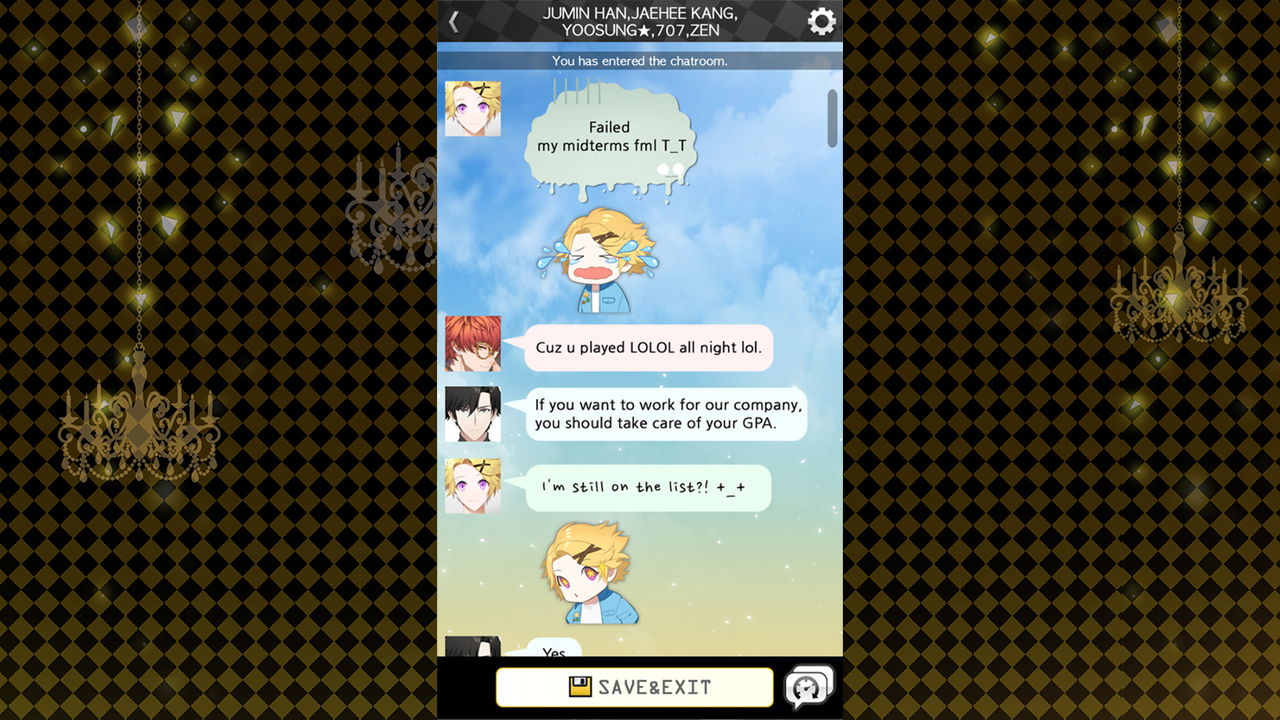 JUMIN HAN,JAEHEE KANG,
YOOSUNG★,707,ZEN
You has entered the chatroom.
Failed
my midterms fml T_T
Cuz u played LOLOL all night lol.
If you want to work for our company,
you should take care of your GPA.
I'm still on the list?! +_+
Yes
SAVE&EXIT